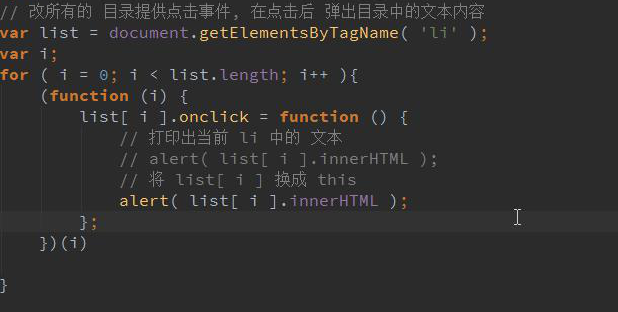 // 改所有的 目录提供点击事件, 在点击后 弹出目录中的文本内容
var list = document.getElementsByTagName( 'li' );
var i;
for ( i = 0; i < list.length; i++ ){
    (function (i) {
        list[ i ].onclick = function () {
            // 打印出当前 li 中的 文本
            // alert( list[ i ].innerHTML );
            // 将 list[ i ] 换成 this
            alert( list[ i ].innerHTML );
        };
    })(i)
}